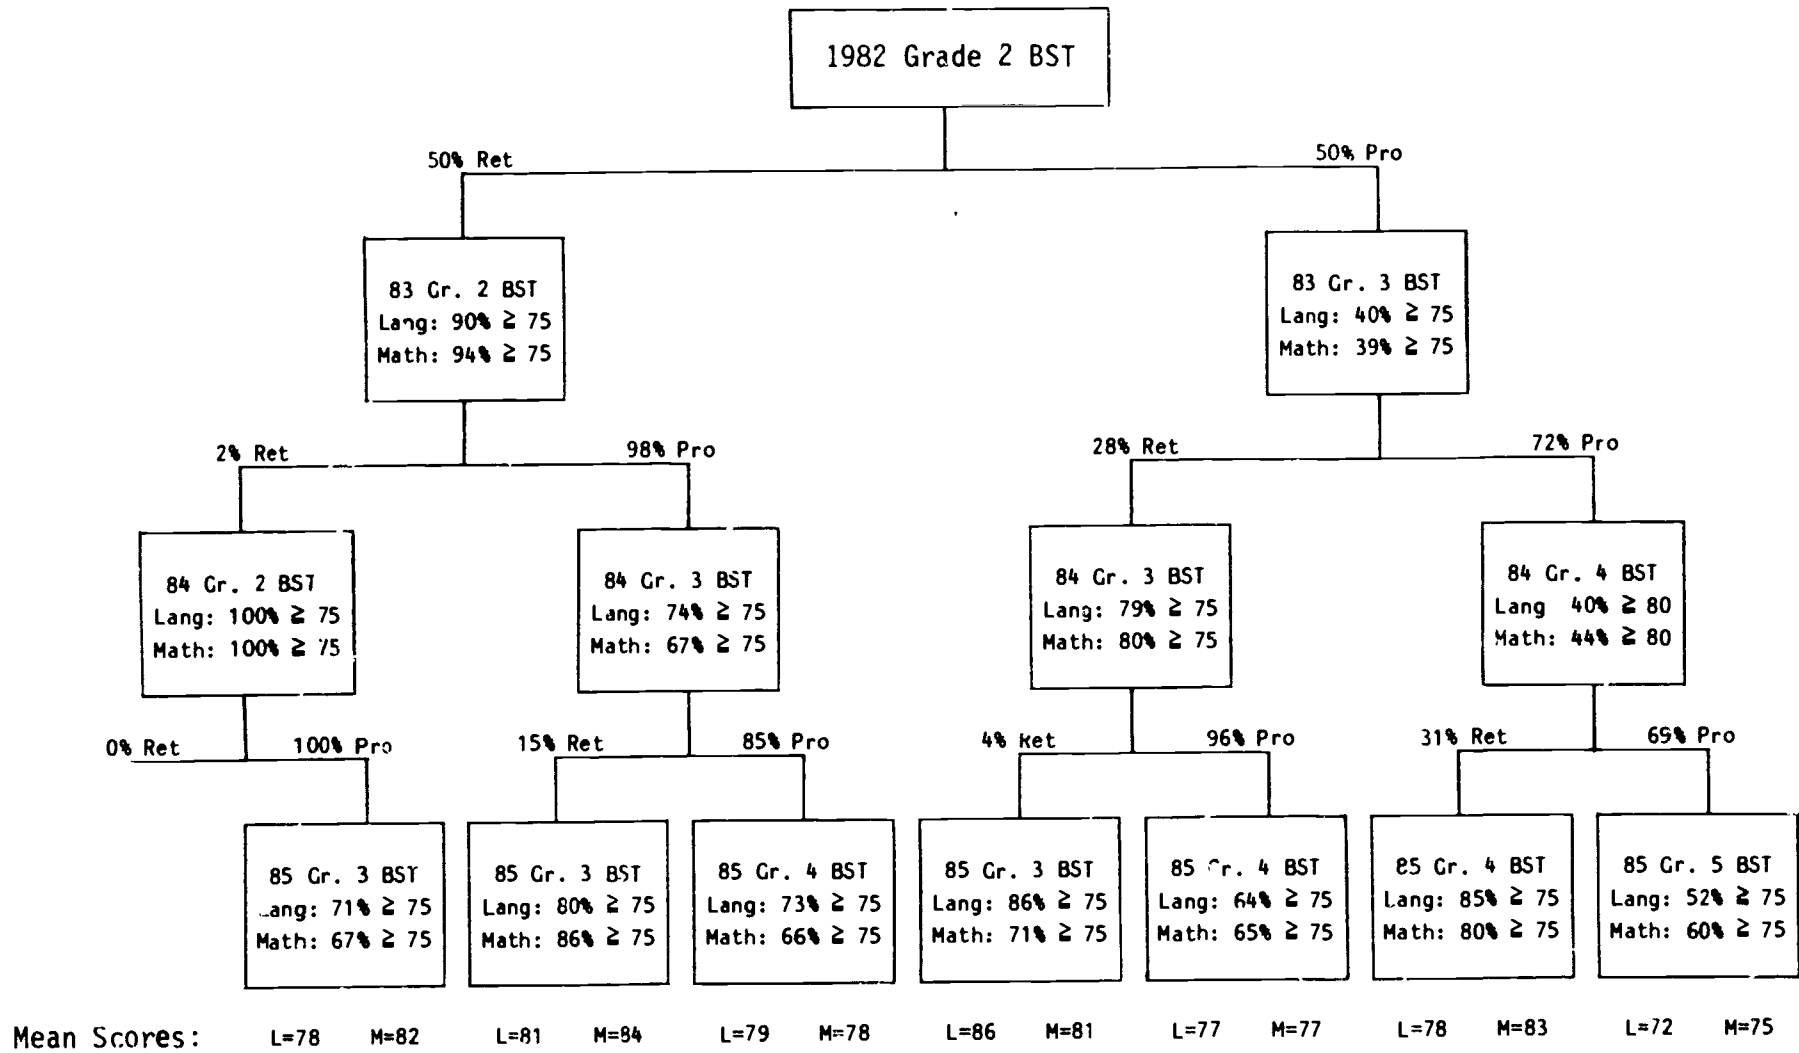 1982 Grade 2 BST
50% Ret
50% Pro
83 Gr. 2 BST
Lang: 90% ≥ 75
Math: 94% ≥ 75
83 Gr. 3 BST
Lang: 40% ≥ 75
Math: 39% ≥ 75
2% Ret
98% Pro
28% Ret
72% Pro
84 Gr. 2 BST
Lang: 100% ≥ 75
Math: 100% ≥ 75
84 Gr. 3 BST
Lang: 74% ≥ 75
Math: 67% ≥ 75
84 Gr. 3 BST
Lang: 79% ≥ 75
Math: 80% ≥ 75
84 Gr. 4 BST
Lang 40% ≥ 80
Math: 44% ≥ 80
0% Ret
100% Pro
15% Ret
85% Pro
4% Ret
96% Pro
31% Ret
69% Pro
85 Gr. 3 BST
Lang: 71% ≥ 75
Math: 67% ≥ 75
85 Gr. 3 BST
Lang: 80% ≥ 75
Math: 86% ≥ 75
85 Gr. 4 BST
Lang: 73% ≥ 75
Math: 66% ≥ 75
85 Gr. 3 BST
Lang: 86% ≥ 75
Math: 71% ≥ 75
85 Gr. 4 BST
Lang: 64% ≥ 75
Math: 65% ≥ 75
85 Gr. 4 BST
Lang: 85% ≥ 75
Math: 80% ≥ 75
85 Gr. 5 BST
Lang: 52% ≥ 75
Math: 60% ≥ 75
Mean Scores: L=78 M=82 L=81 M=84 L=79 M=78 L=86 M=81 L=77 M=77 L=78 M=83 L=72 M=75